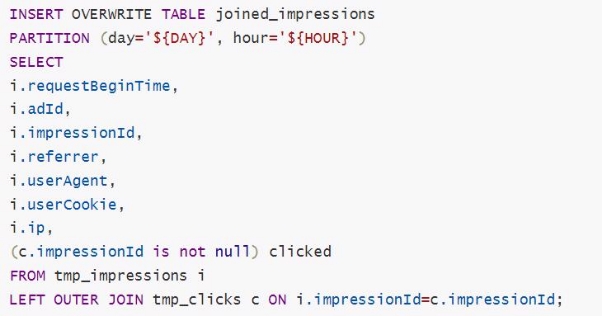 INSERT OVERWRITE TABLE joined_impressions
PARTITION (day='${DAY}', hour='${HOUR}')
SELECT
i.requestBeginTime,
i.adId,
i.impressionId,
i.referrer,
i.userAgent,
i.userCookie,
i.ip,
(c.impressionId is not null) clicked
FROM tmp_impressions i
LEFT OUTER JOIN tmp_clicks c ON i.impressionId=c.impressionId;